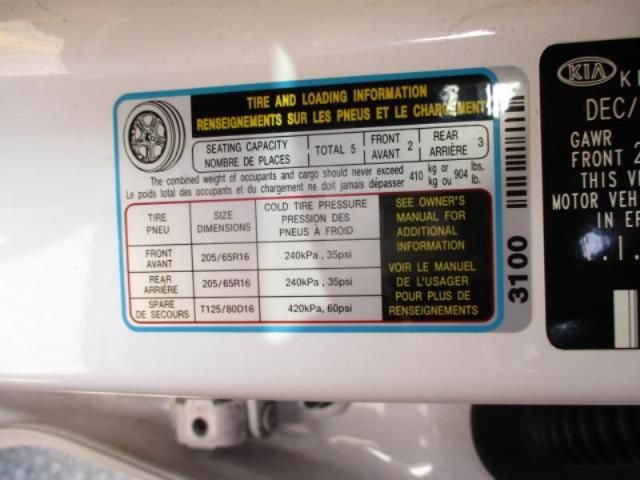 TIRE AND LOADING INFORMATION
RENSEIGNEMENTS SUR LES PNEUS ET LE CHARGEMENT
SEATING CAPACITY
NOMBRE DE PLACES
TOTAL 5
FRONT
AVANT 2
REAR
ARRIÈRE 3
The combined weight of occupants and cargo should never exceed
Le poids total des occupants et du chargement ne doit jamais dépasser
410 kg or
kg ou
904 lbs.
lb.
TIRE
PNEU
SIZE
DIMENSIONS
COLD TIRE PRESSURE
PRESSION DES
PNEUS À FROID
SEE OWNER'S
MANUAL FOR
ADDITIONAL
INFORMATION
VOIR LE MANUEL
DE L'USAGER
POUR PLUS DE
RENSEIGNEMENTS
FRONT
AVANT
205/65R16
240kPa , 35psi
REAR
ARRIÈRE
205/65R16
240kPa , 35psi
SPARE
DE SECOURS
T125/80D16
420kPa, 60psi
3100
KIA
DEC/
GAWR
FRONT 2
THIS VE
MOTOR VEH
IN EF